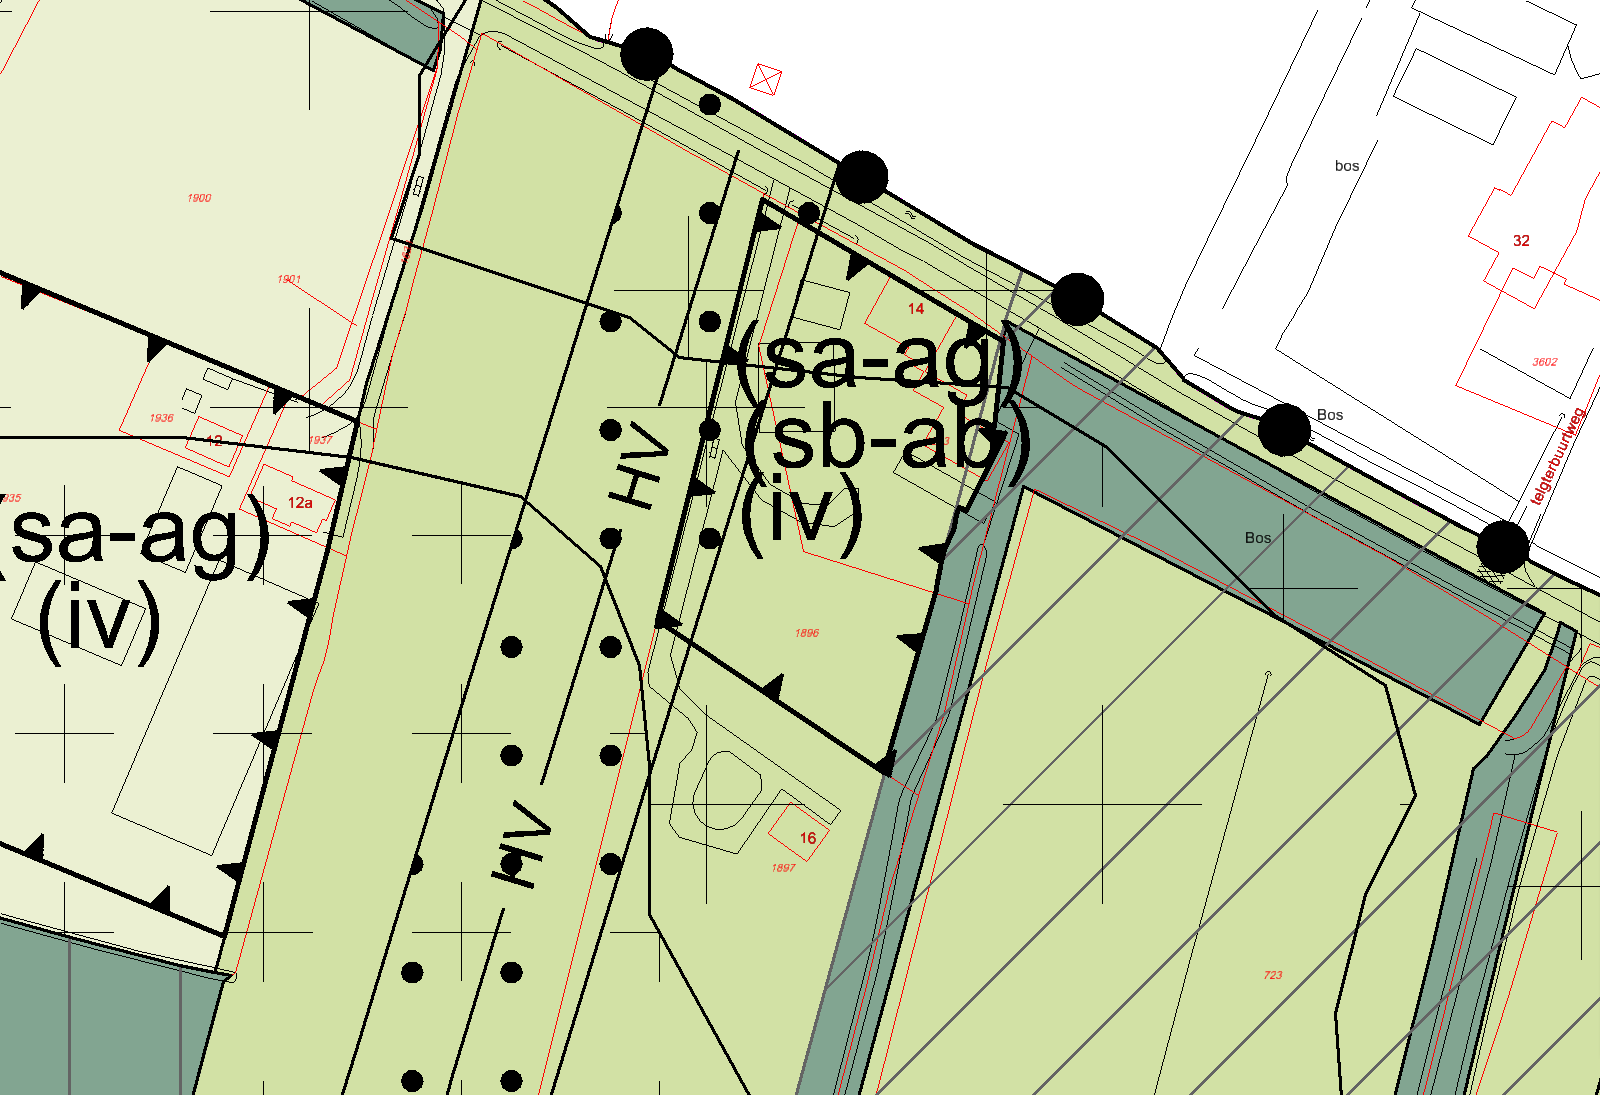 bos
1900
32
1901
14
3602
(sa-ag)
(sb-ab)
(iv)
Bos
telgterbuurtweg
1936
12
1937
HV
12a
(sa-ag)
(iv)
Bos
1896
HV
16
1897
723